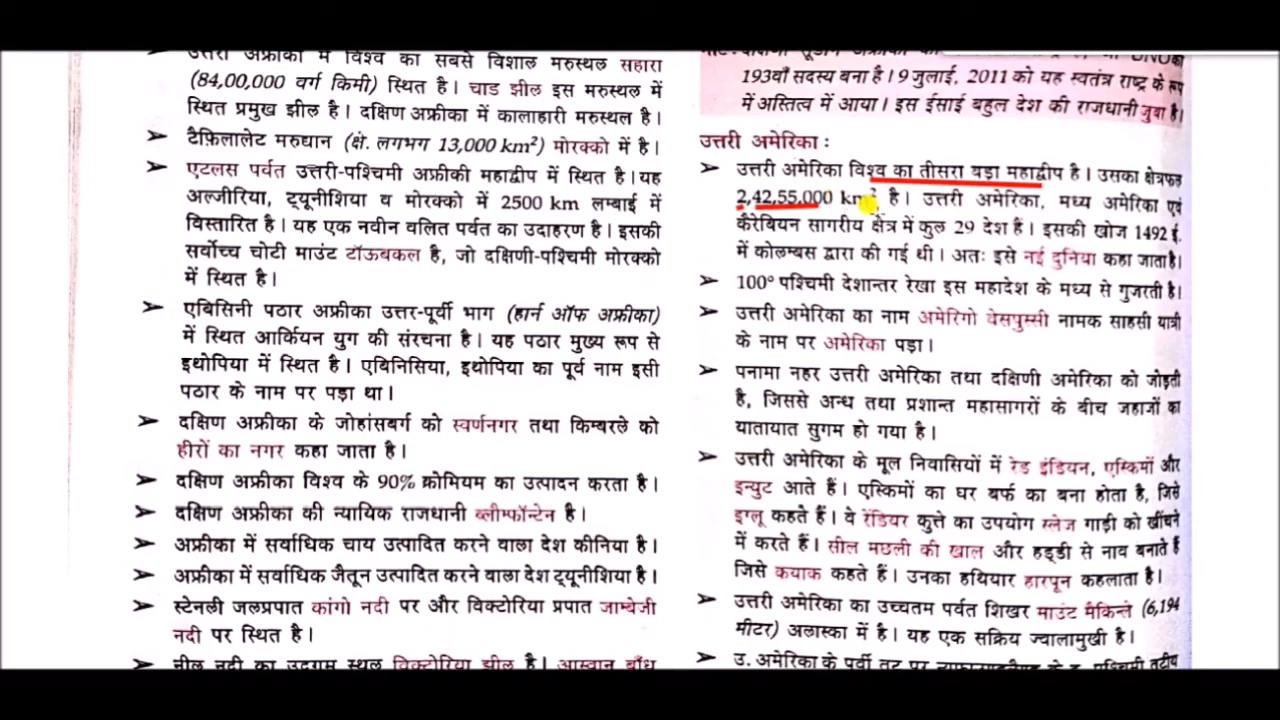 उत्तरी अफ्रीका में विश्व का सबसे विशाल मरुस्थल सहारा
(84,00,000 वर्ग किमी) स्थित है। चाड झील इस मरुस्थल में
स्थित प्रमुख झील है। दक्षिण अफ्रीका में कालाहारी मरुस्थल है।
➤ टैफ़िलालेट मरुद्यान (क्षे. लगभग 13,000 km²) मोरक्को में है।
➤ एटलस पर्वत उत्तरी-पश्चिमी अफ्रीकी महाद्वीप में स्थित है। यह
अल्जीरिया, ट्यूनीशिया व मोरक्को में 2500 km लम्बाई में
विस्तारित है। यह एक नवीन वलित पर्वत का उदाहरण है। इसकी
सर्वोच्च चोटी माउंट टॉऊबकल है, जो दक्षिणी-पश्चिमी मोरक्को
में स्थित है।
➤ एबिसिनी पठार अफ्रीका उत्तर-पूर्वी भाग (हार्न ऑफ अफ्रीका)
में स्थित आर्कियन युग की संरचना है। यह पठार मुख्य रूप से
इथोपिया में स्थित है। एबिनिसिया, इथोपिया का पूर्व नाम इसी
पठार के नाम पर पड़ा था।
➤ दक्षिण अफ्रीका के जोहांसबर्ग को स्वर्णनगर तथा किम्बरले को
हीरों का नगर कहा जाता है।
➤ दक्षिण अफ्रीका विश्व के 90% क्रोमियम का उत्पादन करता है।
➤ दक्षिण अफ्रीका की न्यायिक राजधानी ब्लीम्फॉन्टेन है।
➤ अफ्रीका में सर्वाधिक चाय उत्पादित करने वाला देश कीनिया है।
➤ अफ्रीका में सर्वाधिक जैतून उत्पादित करने वाला देश ट्यूनीशिया है।
➤ स्टेनली जलप्रपात कांगो नदी पर और विक्टोरिया प्रपात जाम्बेजी
नदी पर स्थित है।
➤ नील नदी का उद्गम स्थल विक्टोरिया झील है। आस्वान बाँध
193वाँ सदस्य बना है। 9 जुलाई, 2011 को यह स्वतंत्र राष्ट्र के रूप
में अस्तित्व में आया। इस ईसाई बहुल देश की राजधानी जुबा है।
उत्तरी अमेरिका :
➤ उत्तरी अमेरिका विश्व का तीसरा बड़ा महाद्वीप है। उसका क्षेत्रफल
2,42,55,000 km² है। उत्तरी अमेरिका, मध्य अमेरिका एवं
कैरेबियन सागरीय क्षेत्र में कुल 29 देश हैं। इसकी खोज 1492 ई.
में कोलम्बस द्वारा की गई थी। अतः इसे नई दुनिया कहा जाता है।
➤ 100° पश्चिमी देशान्तर रेखा इस महादेश के मध्य से गुजरती है।
➤ उत्तरी अमेरिका का नाम अमेरिगो वेसपुस्सी नामक साहसी यात्री
के नाम पर अमेरिका पड़ा।
➤ पनामा नहर उत्तरी अमेरिका तथा दक्षिणी अमेरिका को जोड़ती
है, जिससे अन्ध तथा प्रशान्त महासागरों के बीच जहाजों का
यातायात सुगम हो गया है।
➤ उत्तरी अमेरिका के मूल निवासियों में रेड इंडियन, एस्किमों और
इन्युट आते हैं। एस्किमों का घर बर्फ का बना होता है, जिसे
इग्लू कहते हैं। वे रेंडियर कुत्ते का उपयोग स्लेज गाड़ी को खींचने
में करते हैं। सील मछली की खाल और हड्डी से नाव बनाते हैं
जिसे कयाक कहते हैं। उनका हथियार हारपून कहलाता है।
➤ उत्तरी अमेरिका का उच्चतम पर्वत शिखर माउंट मैकिन्ले (6,194
मीटर) अलास्का में है। यह एक सक्रिय ज्वालामुखी है।
➤ उ. अमेरिका के पूर्वी तट पर